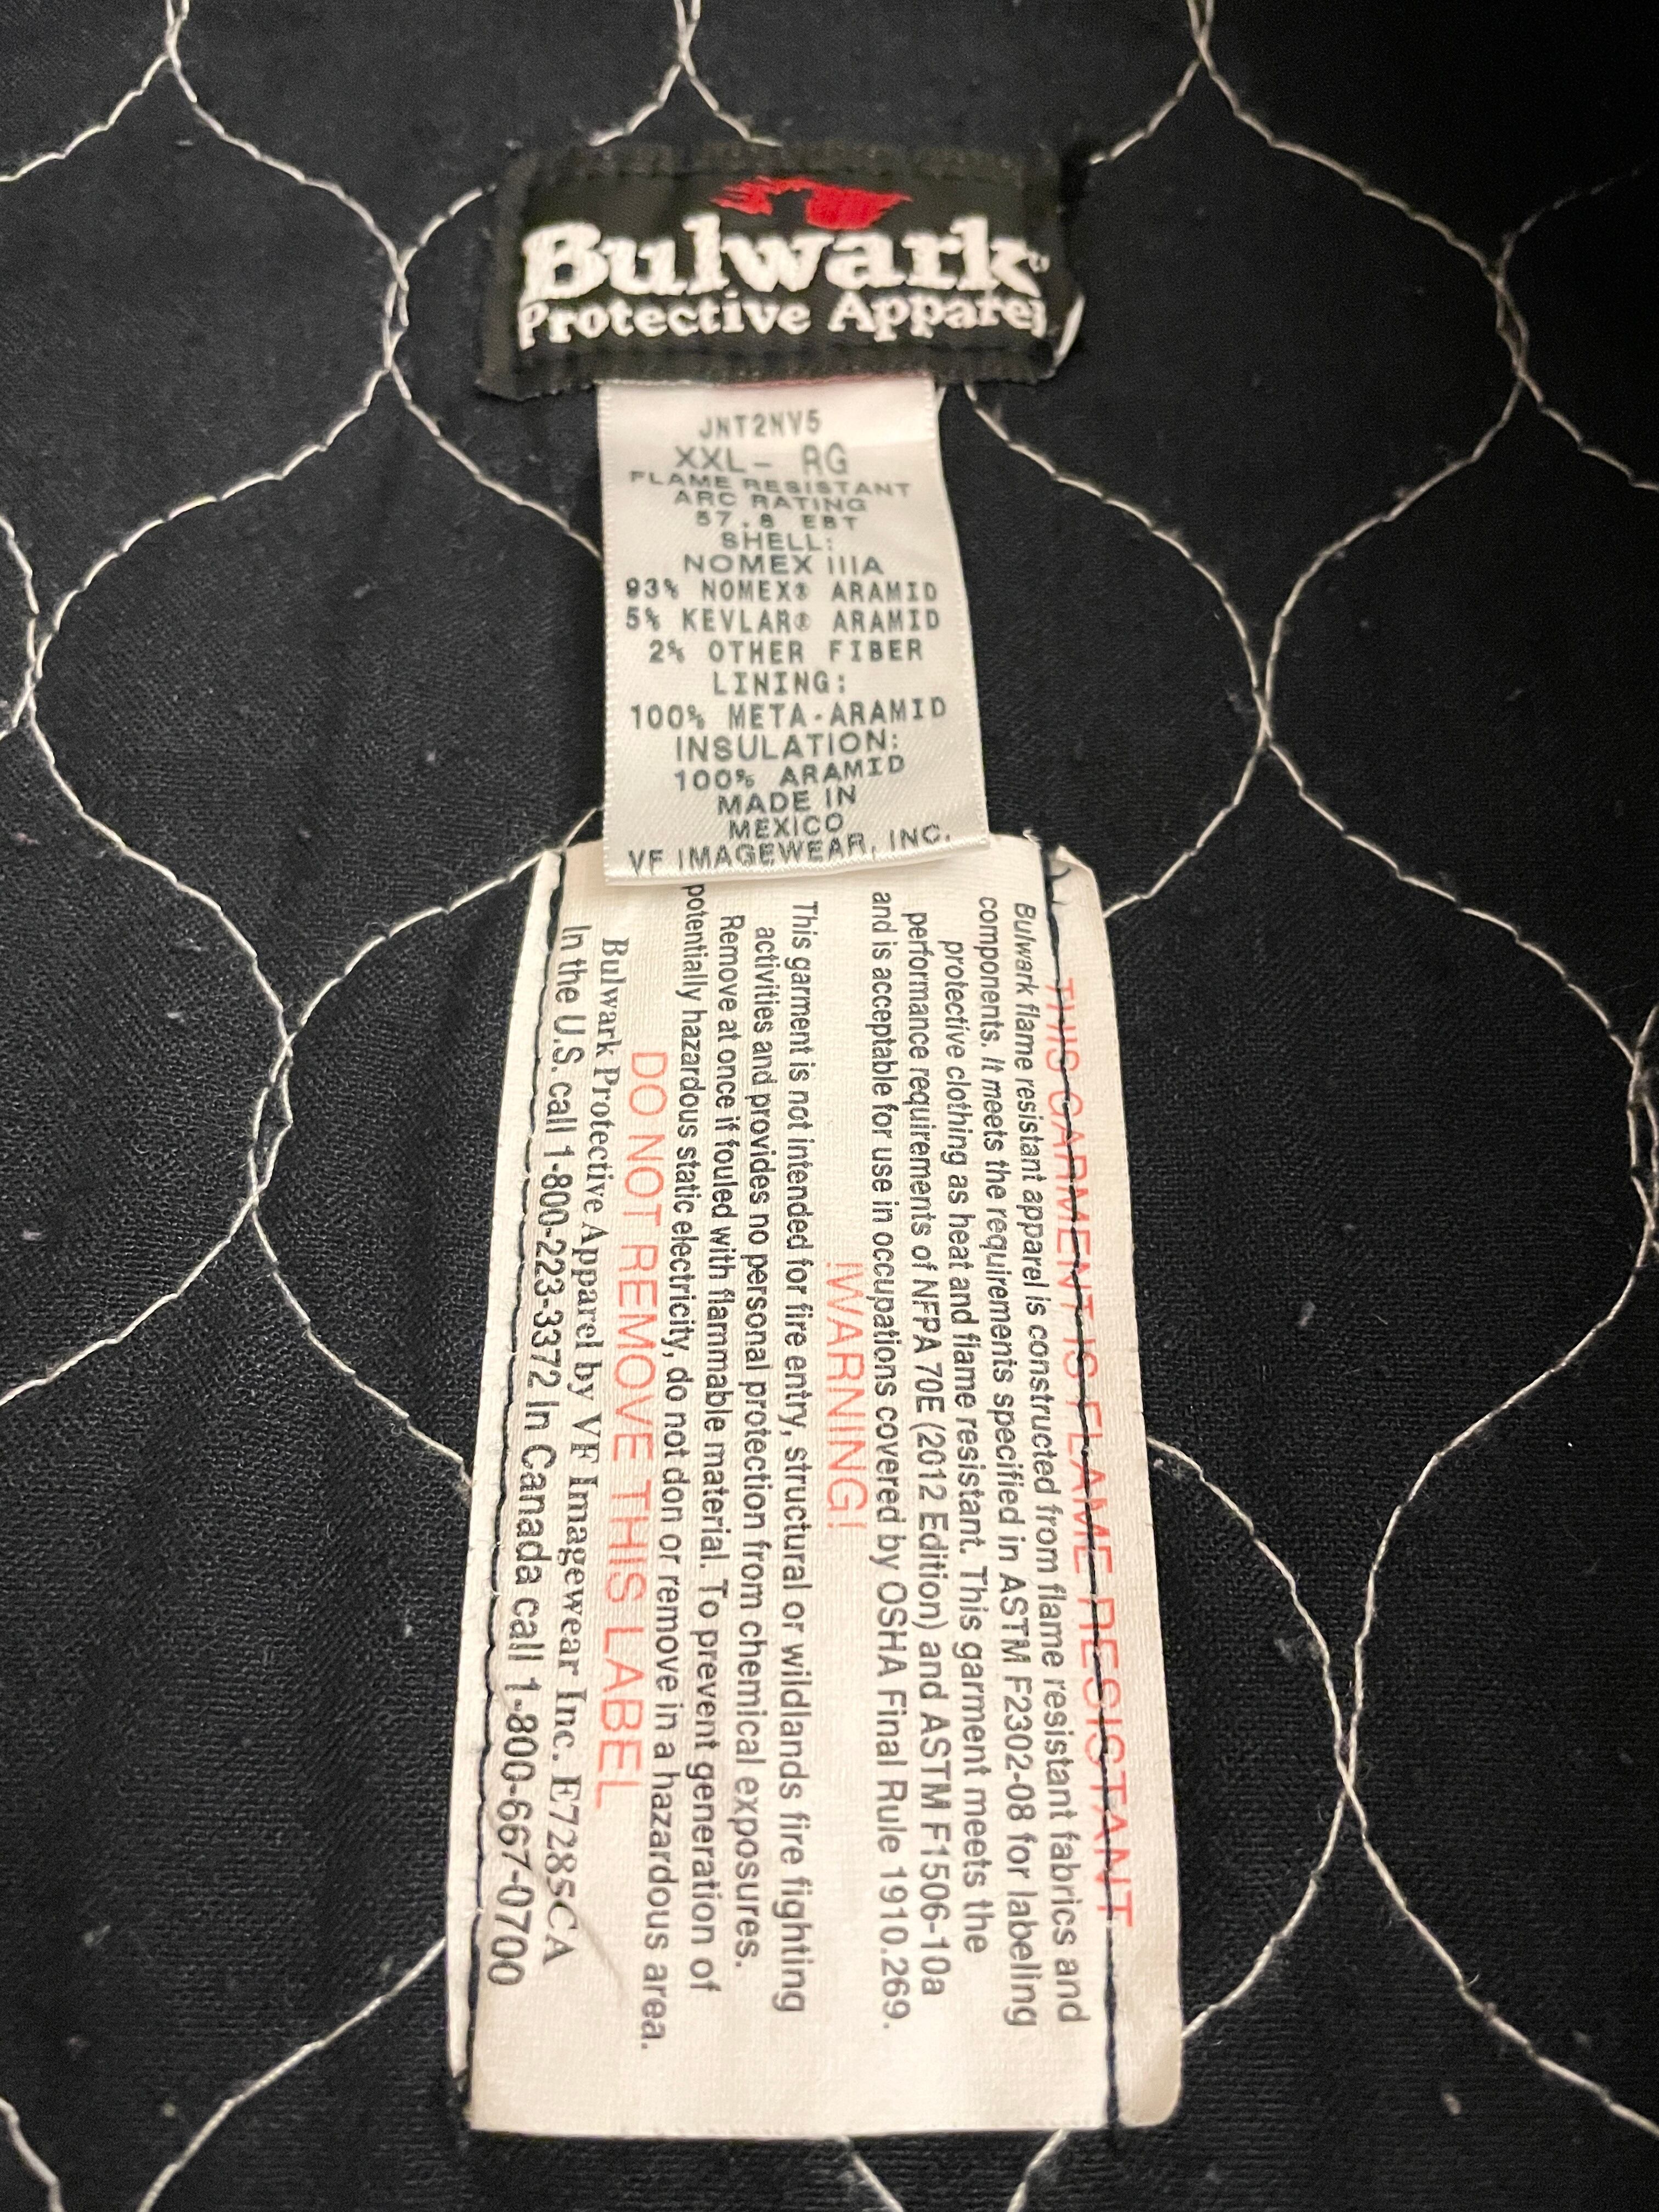 Bulwark
Protective Apparel
JNT2NV5
XXL- RG
FLAME RESISTANT
ARC RATING
57.8 EBT
SHELL:
NOMEX IIIA
93% NOMEX® ARAMID
5% KEVLAR® ARAMID
2% OTHER FIBER
LINING:
100% META-ARAMID
INSULATION:
100% ARAMID
MADE IN
MEXICO
VF IMAGEWEAR, INC.
THIS GARMENT IS FLAME RESISTANT
Bulwark flame resistant apparel is constructed from flame resistant fabrics and
components. It meets the requirements specified in ASTM F2302-08 for labeling
protective clothing as heat and flame resistant. This garment meets the
performance requirements of NFPA 70E (2012 Edition) and ASTM F1506-10a
and is acceptable for use in occupations covered by OSHA Final Rule 1910.269.
!WARNING!
This garment is not intended for fire entry, structural or wildlands fire fighting
activities and provides no personal protection from chemical exposures.
Remove at once if fouled with flammable material. To prevent generation of
potentially hazardous static electricity, do not don or remove in a hazardous area.
DO NOT REMOVE THIS LABEL
Bulwark Protective Apparel by VF Imagewear Inc. E728SCA
In the U.S. call 1-800-223-3372 In Canada call 1-800-667-0700